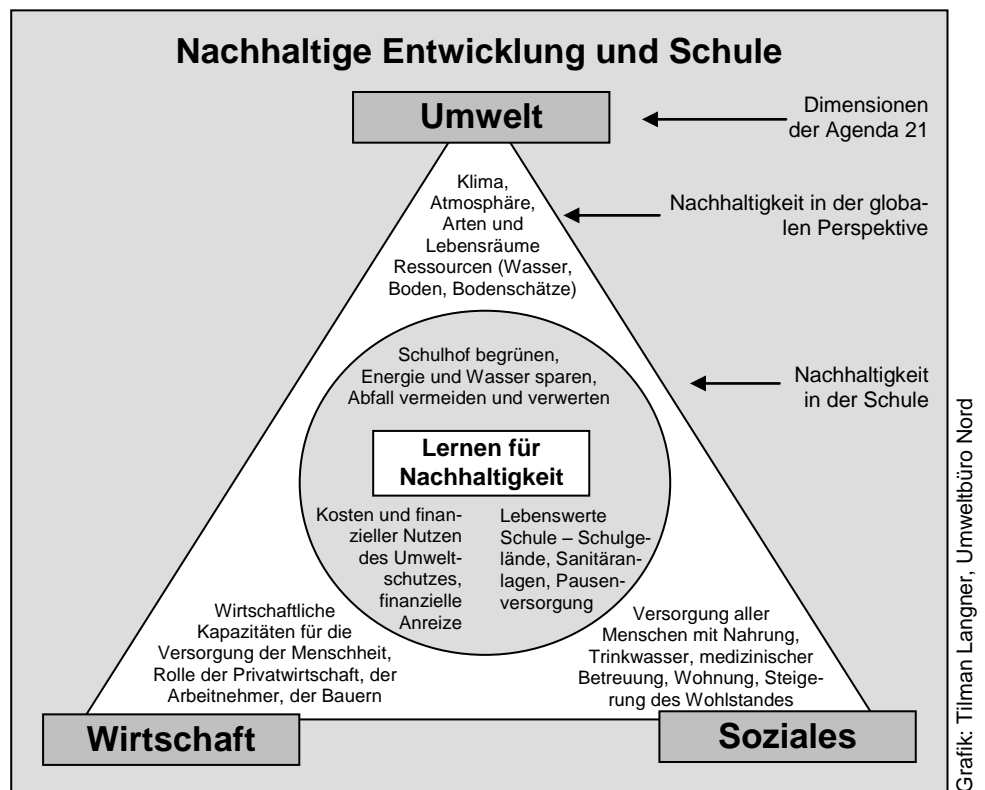 Nachhaltige Entwicklung und Schule
Umwelt
Dimensionen
der Agenda 21
Klima,
Atmosphäre,
Arten und
Lebensräume
Ressourcen (Wasser,
Boden, Bodenschätze)
Nachhaltigkeit in der globa-
len Perspektive
Schulhof begrünen,
Energie und Wasser sparen,
Abfall vermeiden und verwerten
Nachhaltigkeit
in der Schule
Lernen für
Nachhaltigkeit
Kosten und finan-
zieller Nutzen
des Umwelt-
schutzes,
finanzielle
Anreize
Lebenswerte
Schule – Schulge-
lände, Sanitäran-
lagen, Pausen-
versorgung
Wirtschaftliche
Kapazitäten für die
Versorgung der Menschheit,
Rolle der Privatwirtschaft, der
Arbeitnehmer, der Bauern
Versorgung aller
Menschen mit Nahrung,
Trinkwasser, medizinischer
Betreuung, Wohnung, Steige-
rung des Wohlstandes
Wirtschaft
Soziales
Grafik: Tilman Langner, Umweltbüro Nord